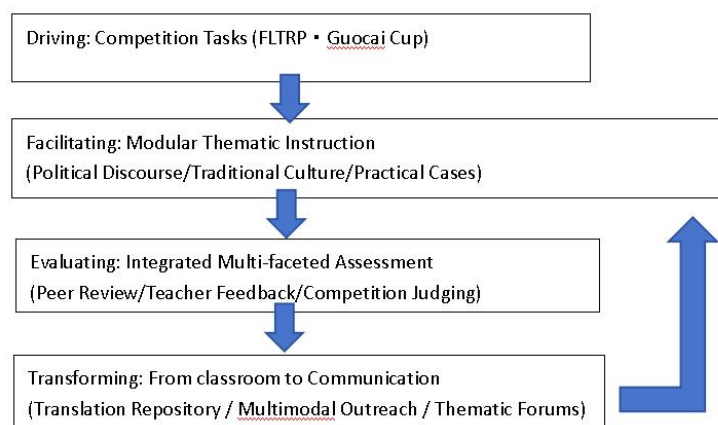 Driving: Competition Tasks (FLTRP・Guocai Cup)
Facilitating: Modular Thematic Instruction
(Political Discourse/Traditional Culture/Practical Cases)
Evaluating: Integrated Multi-faceted Assessment
(Peer Review/Teacher Feedback/Competition Judging)
Transforming: From classroom to Communication
(Translation Repository / Multimodal Outreach / Thematic Forums)